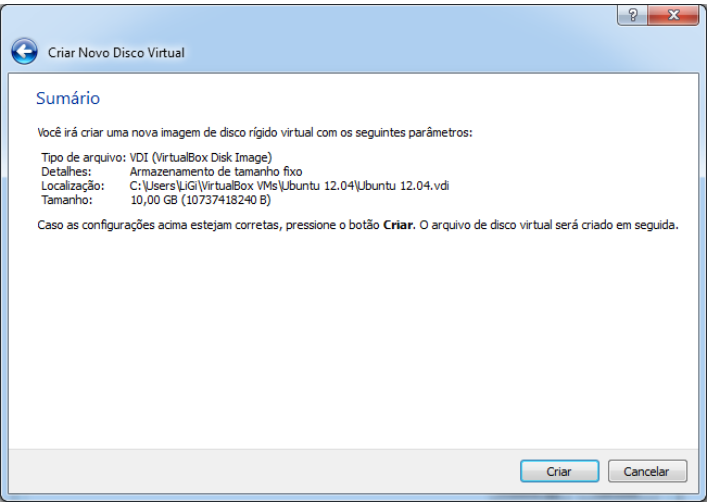 Criar Novo Disco Virtual
Sumário
Você irá criar uma nova imagem de disco rígido virtual com os seguintes parâmetros:
Tipo de arquivo: VDI (VirtualBox Disk Image)
Detalhes: Armazenamento de tamanho fixo
Localização: C:\Users\LiGi\VirtualBox VMs\Ubuntu 12.04\Ubuntu 12.04.vdi
Tamanho: 10,00 GB (10737418240 B)
Caso as configurações acima estejam corretas, pressione o botão Criar. O arquivo de disco virtual será criado em seguida.
Criar Cancelar